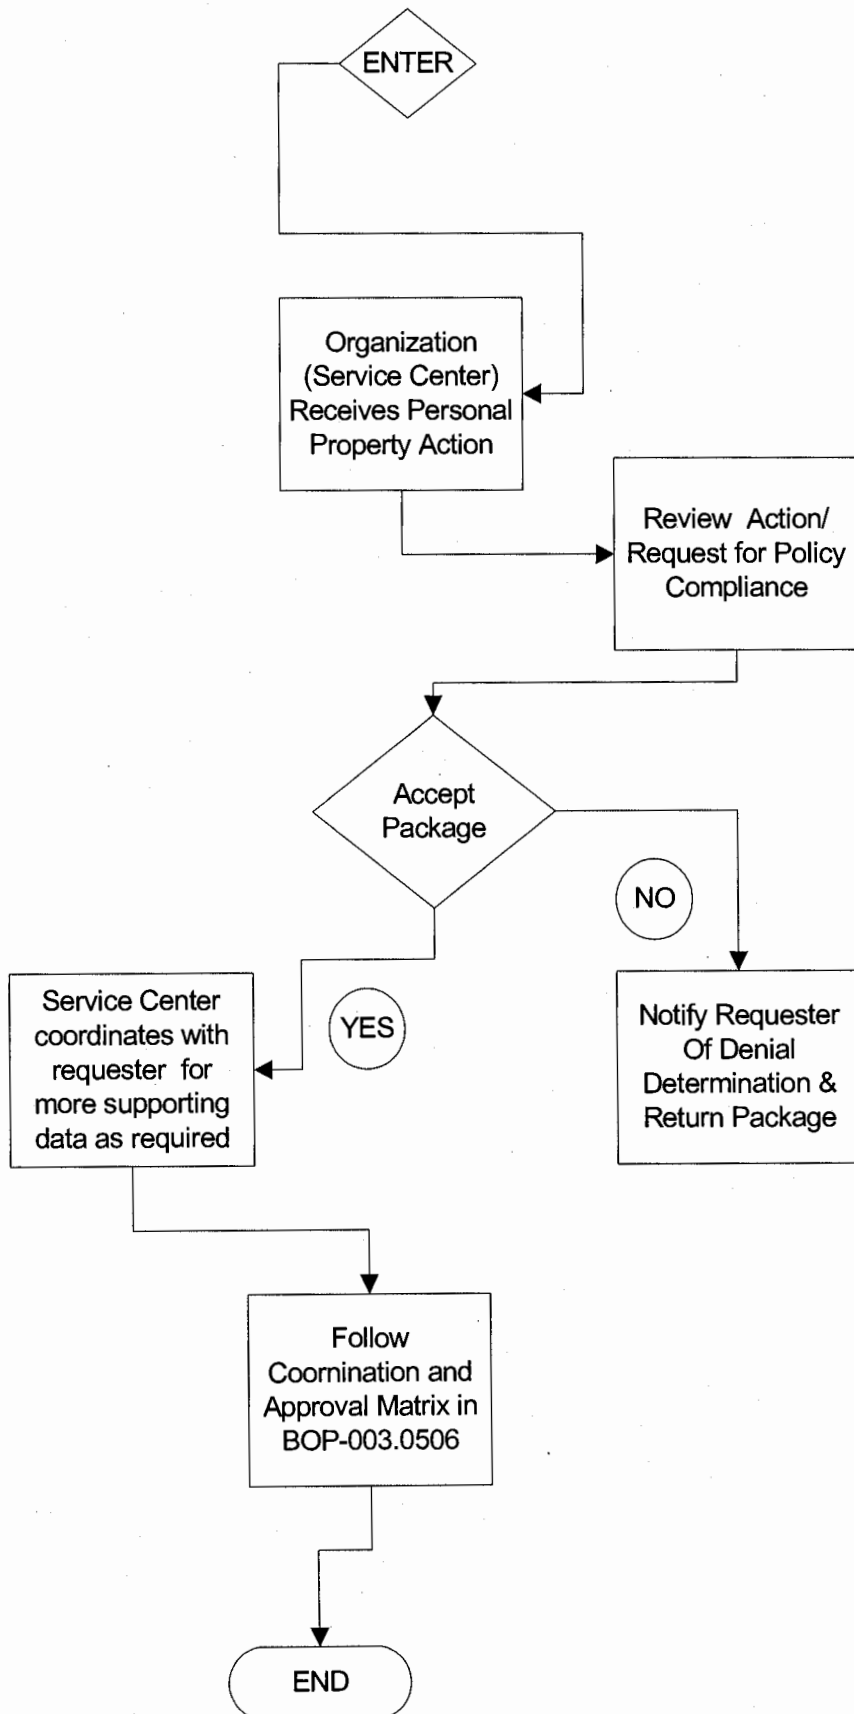 ENTER
Organization
(Service Center)
Receives Personal
Property Action
Review Action/
Request for Policy
Compliance
Accept
Package
NO
YES
Service Center
coordinates with
requester for
more supporting
data as required
Notify Requester
Of Denial
Determination &
Return Package
Follow
Coornination and
Approval Matrix in
BOP-003.0506
END